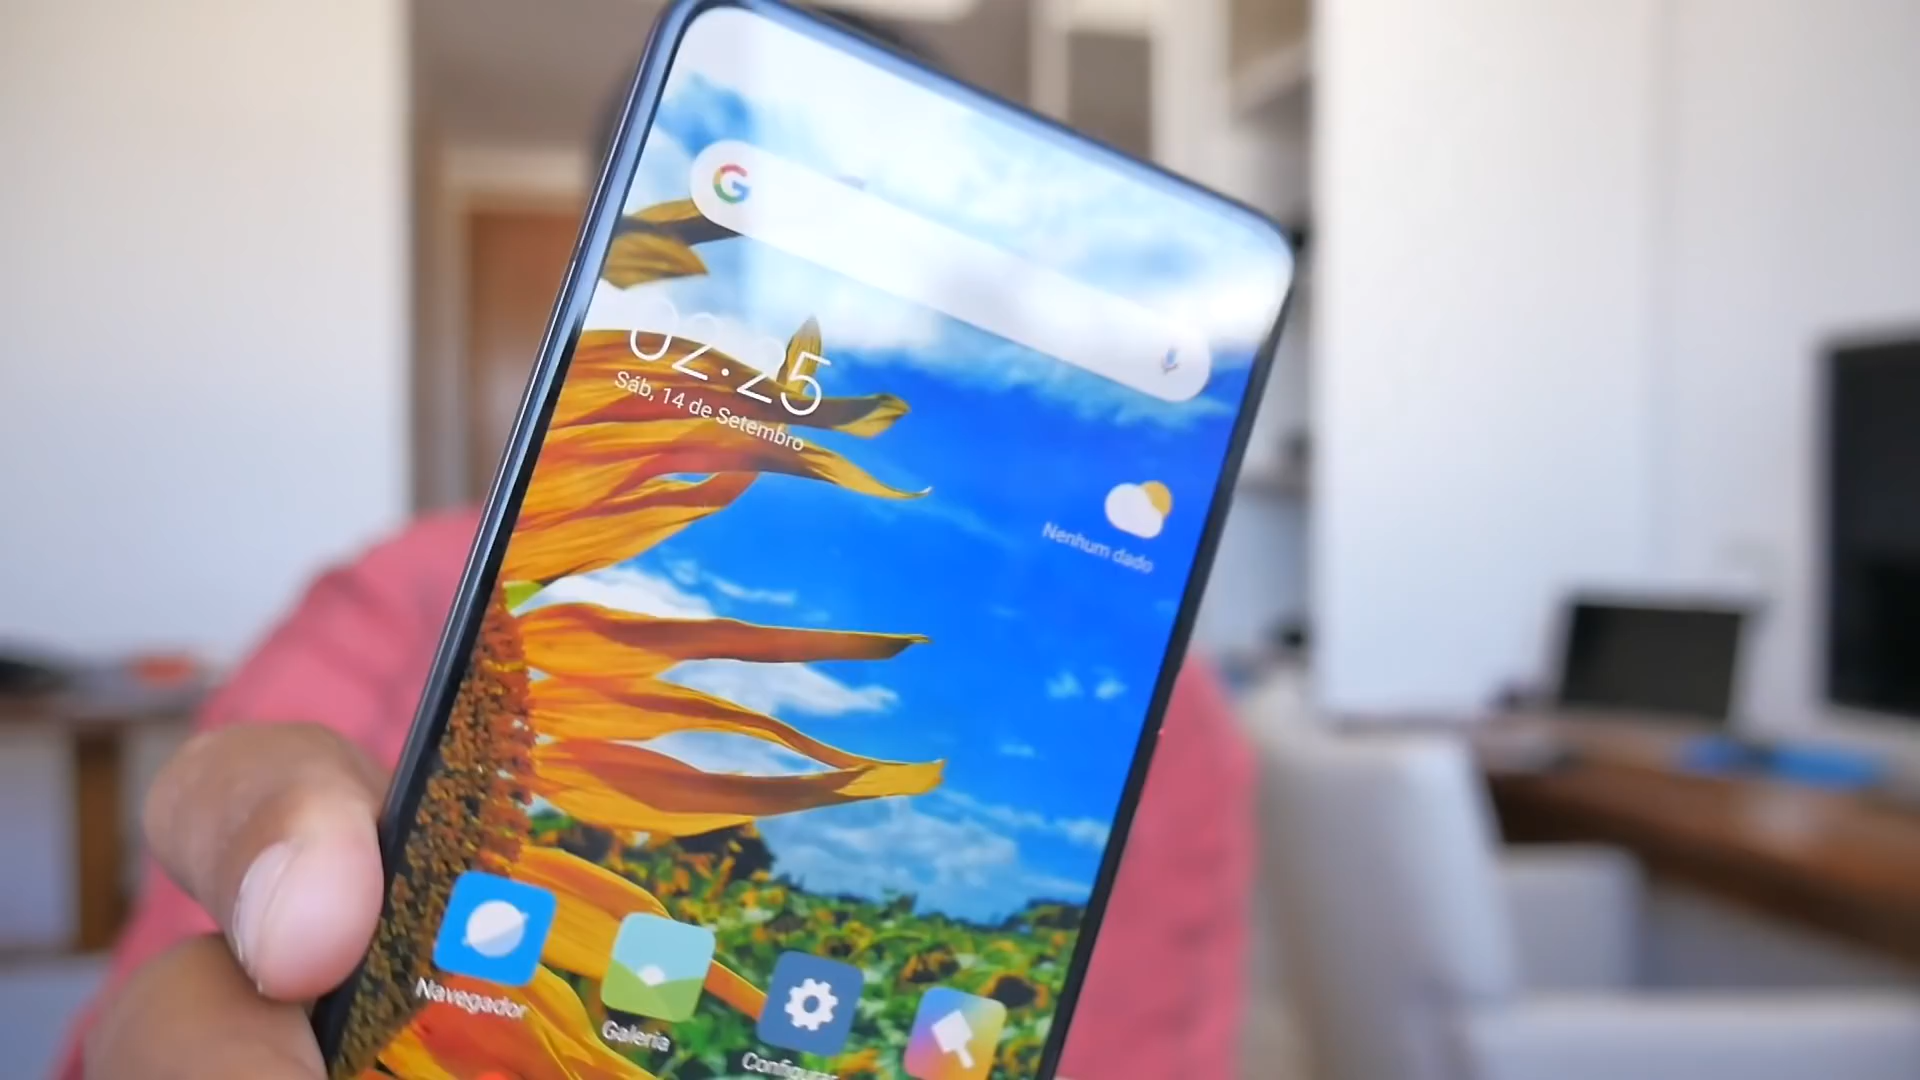 G
02:25
Sáb, 14 de Setembro
Nenhum dado
Navegador
Galeria